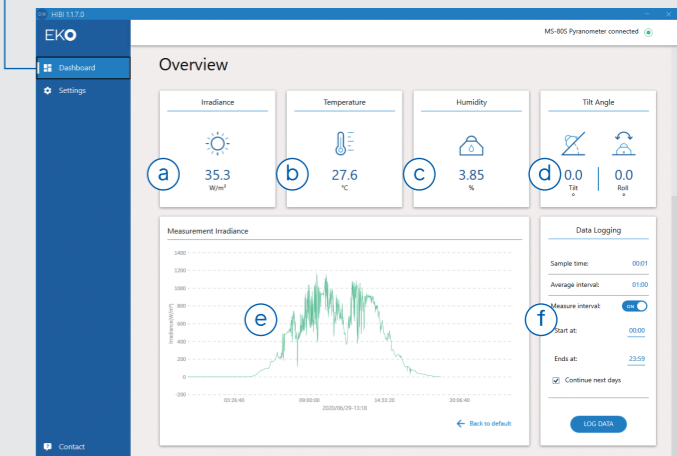 HIBI 1.1.7.0
EKO
MS-80S Pyranometer connected
Dashboard
Settings
Contact
Overview
Irradiance
a
35.3
W/m²
Temperature
b
27.6
°C
Humidity
c
3.85
%
Tilt Angle
d
0.0 0.0
Tilt Roll
° °
Measurement Irradiance
1400
1200
1000
800
600
400
200
0
-200
Irradiance(W/m²)
e
03:26:40 09:00:00 14:33:20 20:06:40
2020/06/29-13:18
Back to default
Data Logging
Sample time: 00:01
Average interval: 01:00
Measure interval: ON
f
Start at: 00:00
Ends at: 23:59
Continue next days
LOG DATA